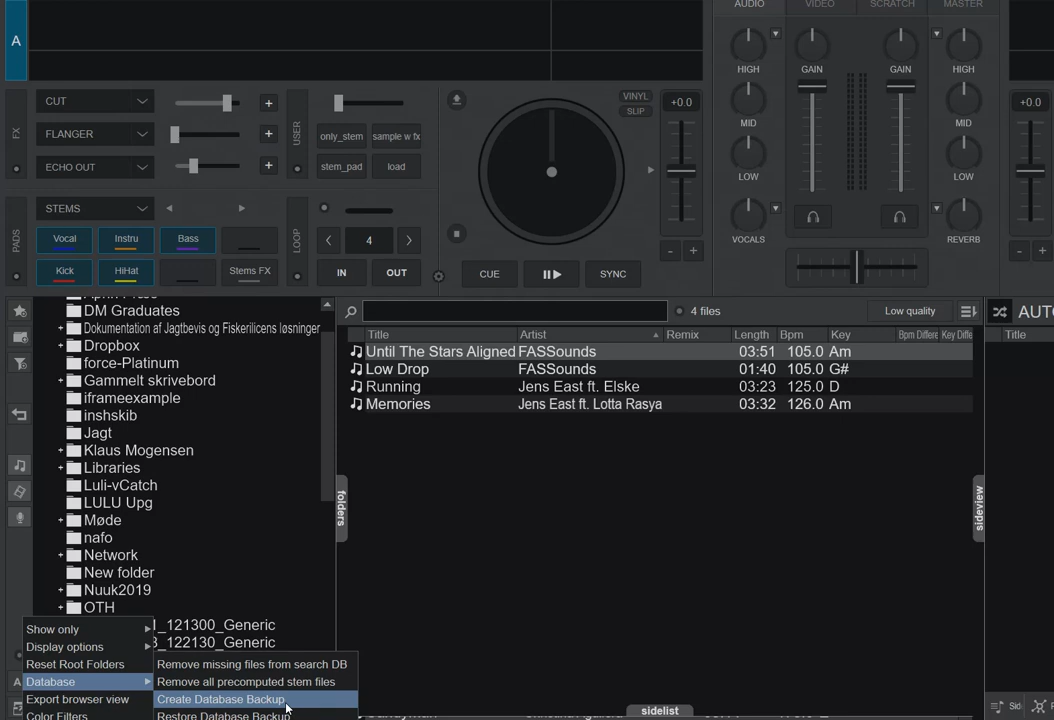 AUDIO VIDEO SCRATCH MASTER
A
HIGH GAIN GAIN HIGH
CUT +
VINYL
SLIP
+0.0 +0.0
FX
FLANGER +
USER
only_stem sample w fx
MID MID
ECHO OUT +
stem_pad load
LOW LOW
PADS
STEMS
LOOP
Vocal Instru Bass
4
VOCALS REVERB
Kick HiHat Stems FX
IN OUT
CUE SYNC
- + - +
DM Graduates
Dokumentation af Jagtbevis og Fiskerilicens løsninger
Dropbox
force-Platinum
Gammelt skrivebord
iframeexample
inshskib
Jagt
Klaus Mogensen
Libraries
Luli-vCatch
LULU Upg
Møde
nafo
Network
New folder
Nuuk2019
OTH
1_121300_Generic
3_122130_Generic
folders
4 files Low quality
Title Artist Remix Length Bpm Key Bpm Differe Key Diffe
Until The Stars Aligned FASSounds 03:51 105.0 Am
Low Drop FASSounds 01:40 105.0 G#
Running Jens East ft. Elske 03:23 125.0 D
Memories Jens East ft. Lotta Rasya 03:32 126.0 Am
sideview
AUTO
Title
Show only
Display options
Reset Root Folders
Database
Export browser view
Color Filters
Remove missing files from search DB
Remove all precomputed stem files
Create Database Backup
Restore Database Backup
sidelist
Sid